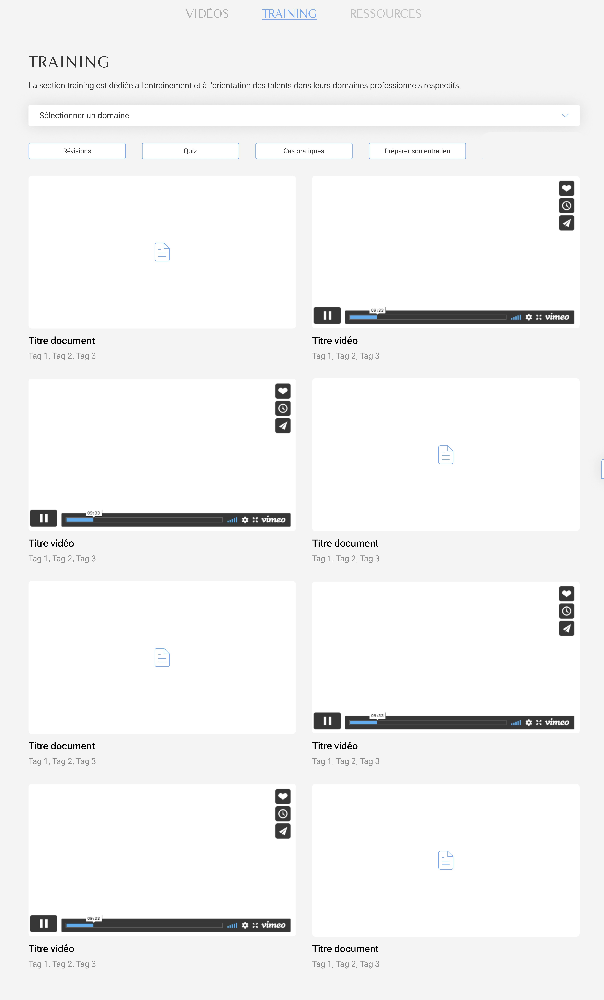 VIDÉOS TRAINING RESSOURCES
TRAINING
La section training est dédiée à l'entraînement et à l'orientation des talents dans leurs domaines professionnels respectifs.
Sélectionner un domaine
Révisions Quiz Cas pratiques Préparer son entretien
09:33
vimeo
Titre document Titre vidéo
Tag 1, Tag 2, Tag 3 Tag 1, Tag 2, Tag 3
09:33
vimeo
Titre vidéo Titre document
Tag 1, Tag 2, Tag 3 Tag 1, Tag 2, Tag 3
09:33
vimeo
Titre document Titre vidéo
Tag 1, Tag 2, Tag 3 Tag 1, Tag 2, Tag 3
09:33
vimeo
Titre vidéo Titre document
Tag 1, Tag 2, Tag 3 Tag 1, Tag 2, Tag 3